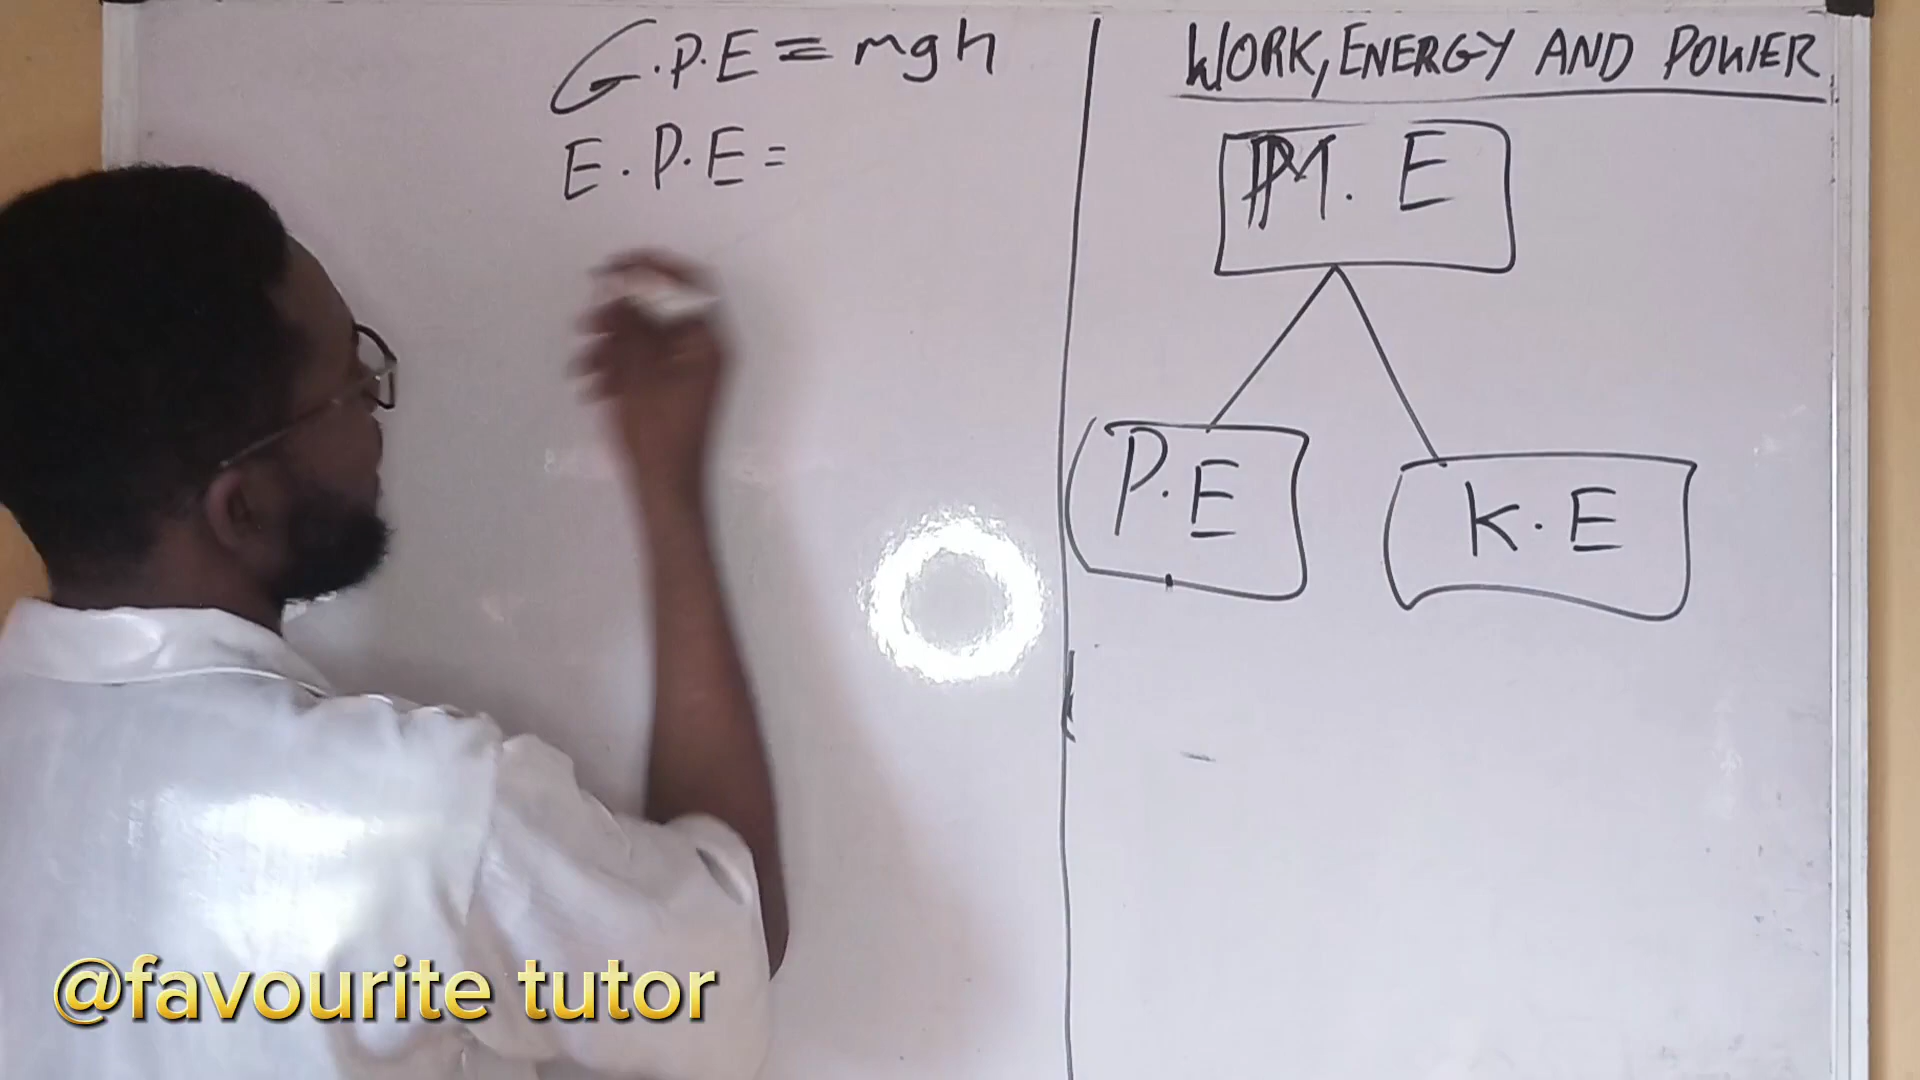 G.P.E = mgh
E.P.E =
WORK, ENERGY AND POWER
M.E
P.E
K.E
@favourite tutor